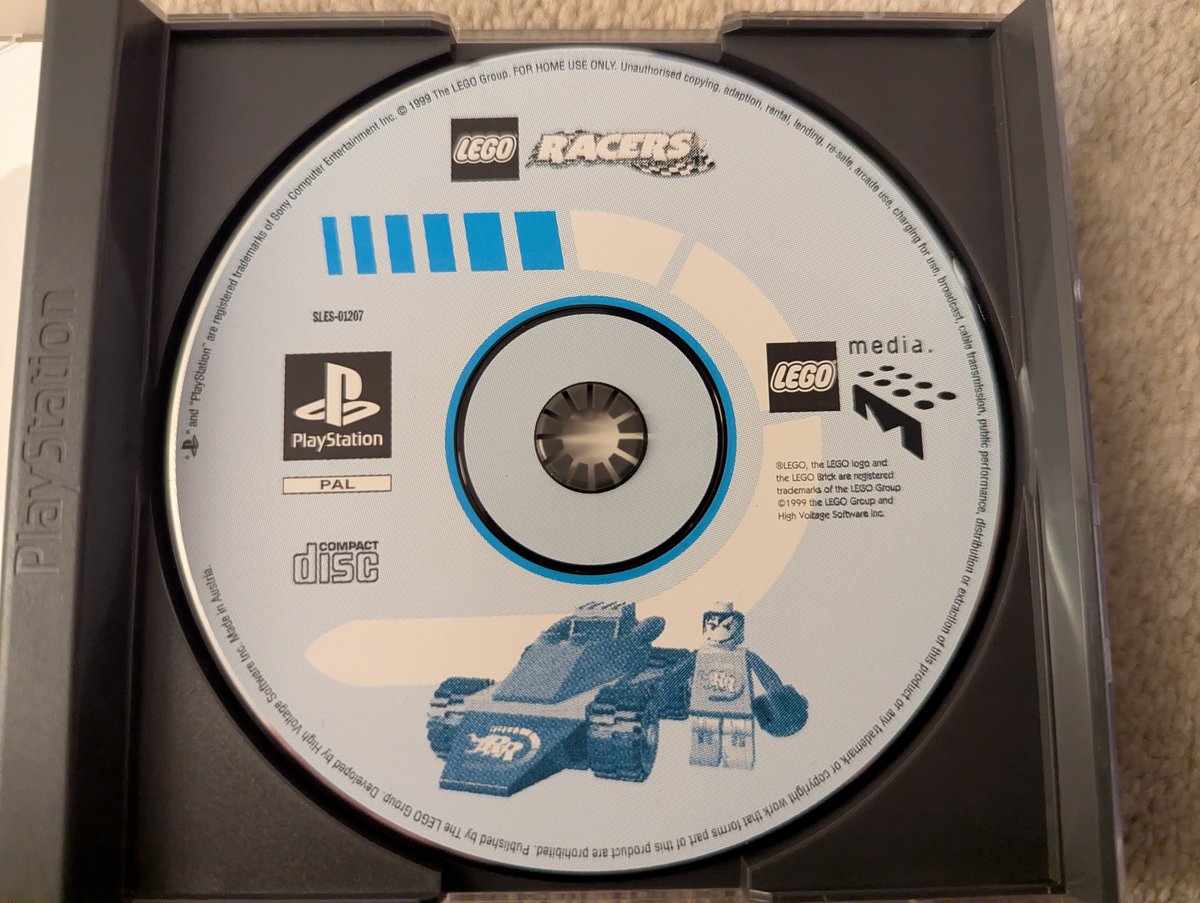 PlayStation
LEGO RACERS
SLES-01207
PlayStation
PAL
COMPACT
disc
LEGO media.
®LEGO, the LEGO logo and
the LEGO Brick are registered
trademarks of the LEGO Group
©1999 the LEGO Group and
High Voltage Software Inc.
" " and "PlayStation" are registered trademarks of Sony Computer Entertainment Inc. © 1999 The LEGO Group. FOR HOME USE ONLY. Unauthorised copying, adaption, rental, lending, re-sale, arcade use, charging for use, broadcast, cable transmission, public performance, distribution or extraction of this product or any trademark or copyright work that forms part of this product are prohibited. Published by The LEGO Group. Developed by High Voltage Software Inc. Made in Austria.